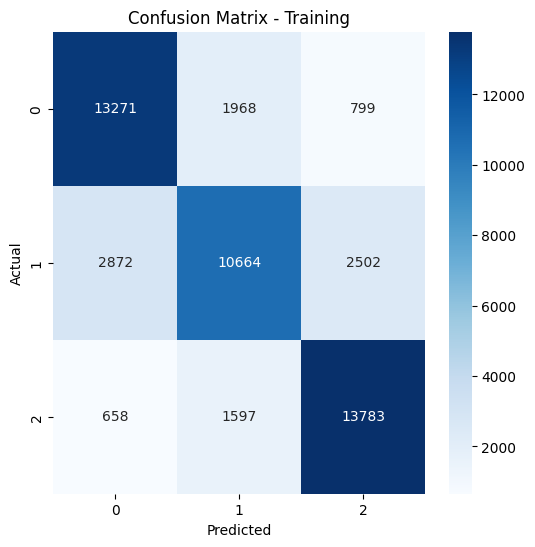 Confusion Matrix - Training
0
13271 1968 799
12000
10000
Actual
1
2872 10664 2502
8000
6000
4000
2
658 1597 13783
2000
0 1 2
Predicted